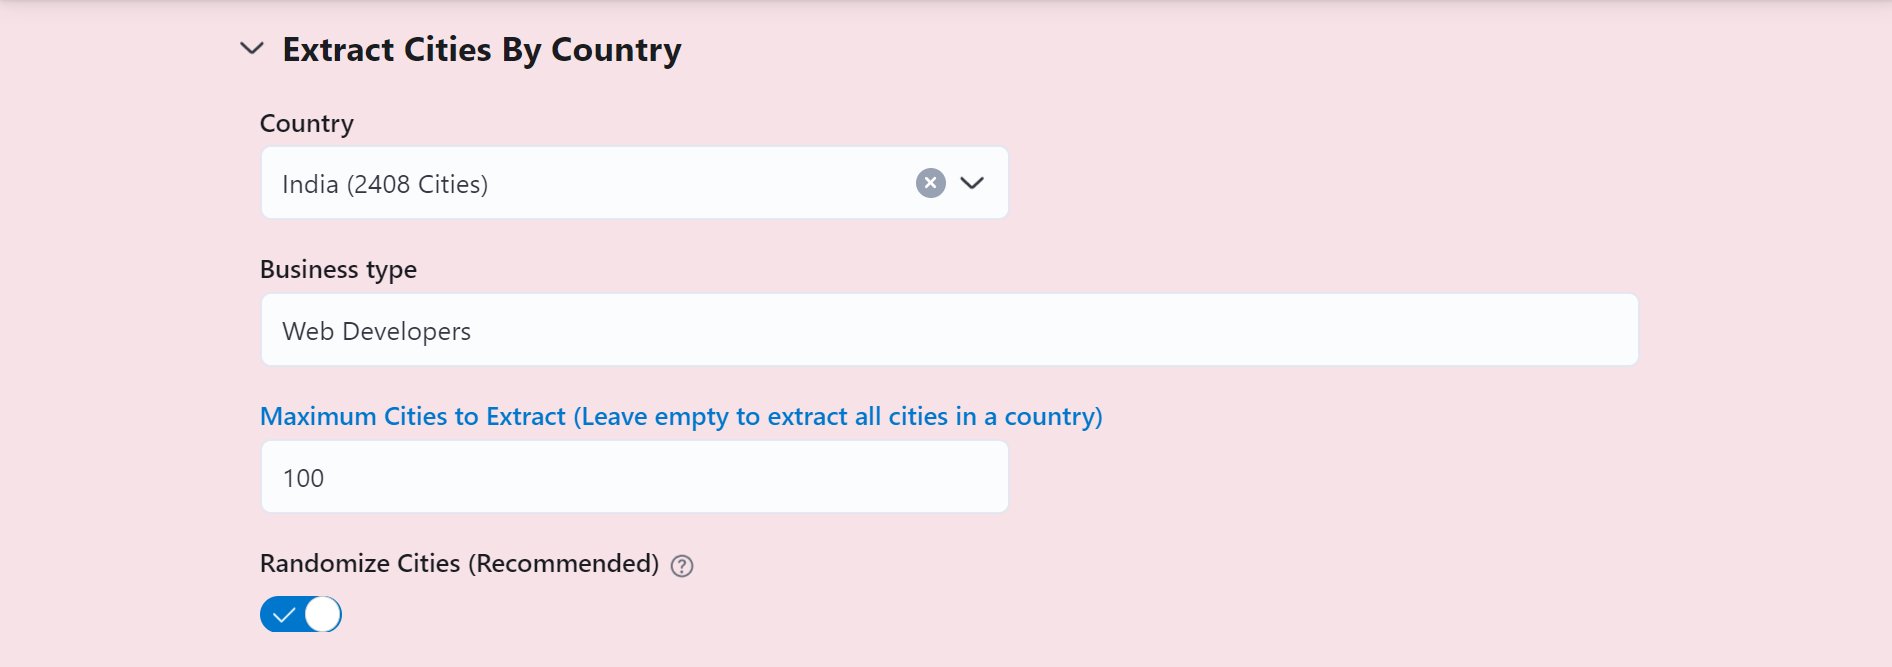 Extract Cities By Country
Country
India (2408 Cities)
Business type
Web Developers
Maximum Cities to Extract (Leave empty to extract all cities in a country)
100
Randomize Cities (Recommended) ?